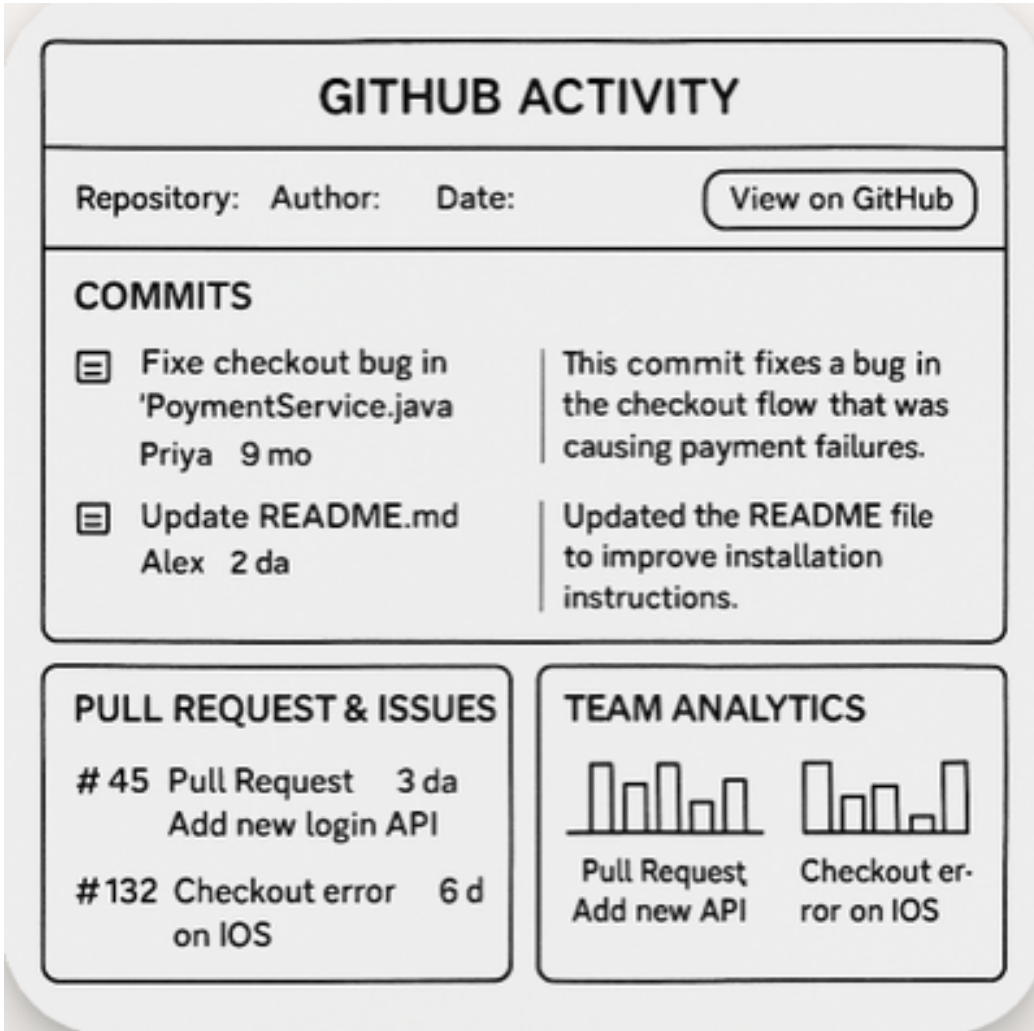 GITHUB ACTIVITY
Repository: Author: Date: View on GitHub
COMMITS
Fixe checkout bug in
'PoymentService.java
Priya 9 mo
This commit fixes a bug in
the checkout flow that was
causing payment failures.
Update README.md
Alex 2 da
Updated the README file
to improve installation
instructions.
PULL REQUEST & ISSUES
# 45 Pull Request 3 da
Add new login API
#132 Checkout error 6 d
on IOS
TEAM ANALYTICS
Pull Request
Add new API
Checkout er-
ror on IOS